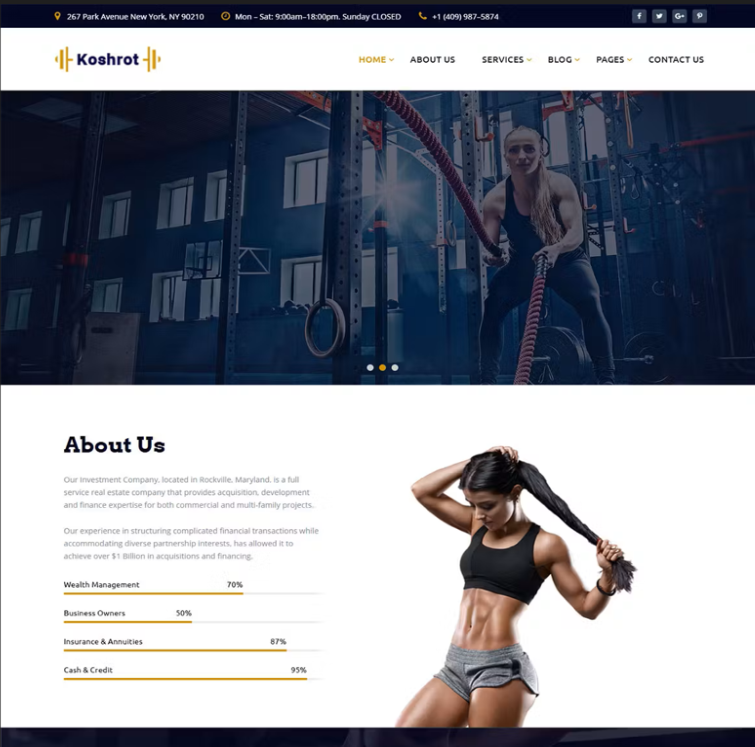 267 Park Avenue New York, NY 90210
Mon – Sat: 9:00am–18:00pm. Sunday CLOSED
+1 (409) 987–5874
Koshrot
HOME
ABOUT US
SERVICES
BLOG
PAGES
CONTACT US
About Us
Our Investment Company, located in Rockville, Maryland, is a full
service real estate company that provides acquisition, development
and finance expertise for both commercial and multi-family projects.
Our experience in structuring complicated financial transactions while
accommodating diverse partnership interests, has allowed it to
achieve over $1 Billion in acquisitions and financing.
Wealth Management 70%
Business Owners 50%
Insurance & Annuities 87%
Cash & Credit 95%